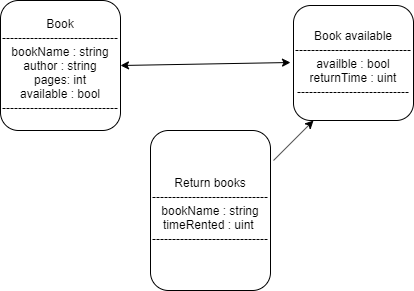 Book
bookName : string
author : string
pages: int
available : bool
Book available
availble : bool
returnTime : uint
Return books
bookName : string
timeRented : uint